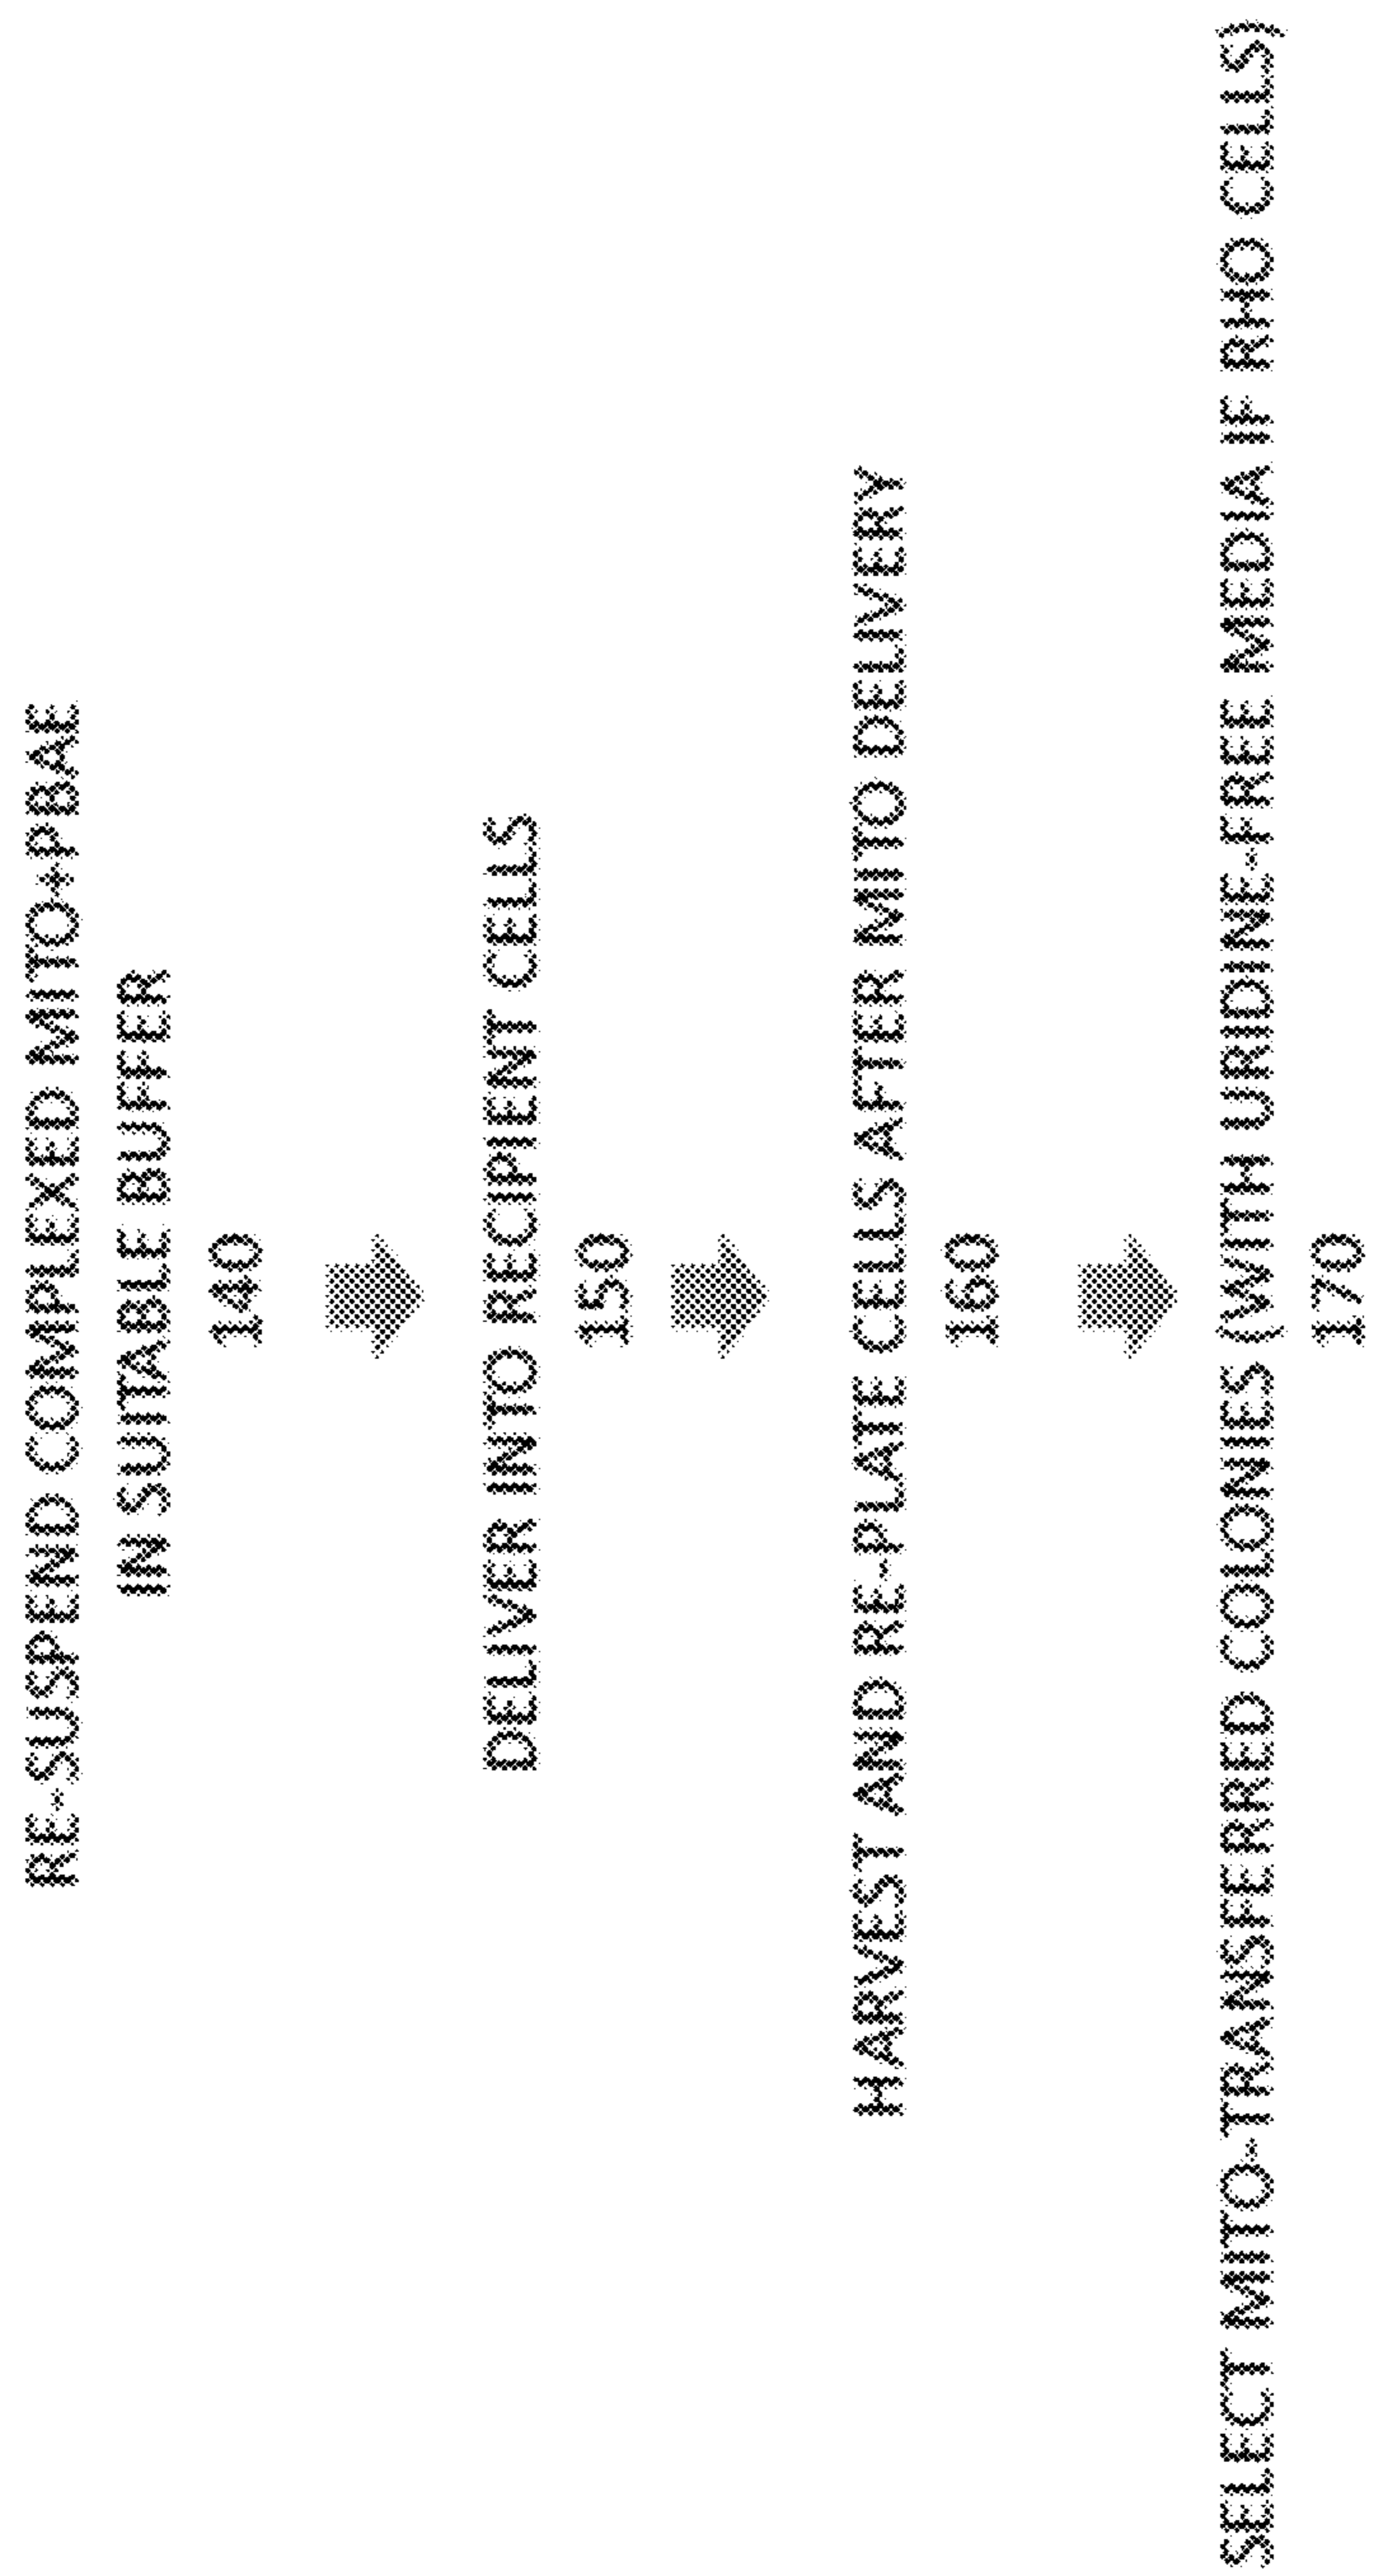 RE-SUSPEND COMPLEXED MITO+PBAE
IN SUITABLE BUFFER
140
DELIVER INTO RECIPIENT CELLS
150
HARVEST AND RE-PLATE CELLS AFTER MITO DELIVERY
160
SELECT MITO-TRANSFERRED COLONIES (WITH URIDINE-FREE MEDIA IF RHO CELLS)
170